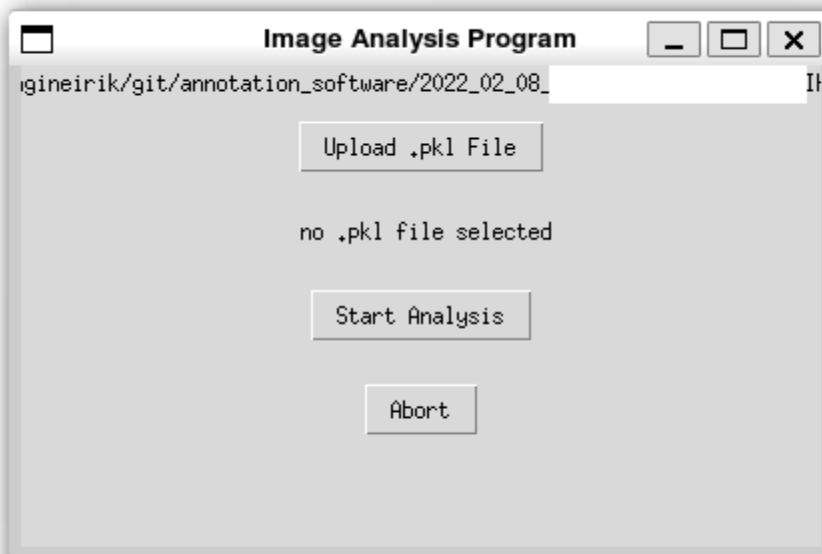 Image Analysis Program
gineirik/git/annotation_software/2022_02_08_
Upload .pkl File
no .pkl file selected
Start Analysis
Abort